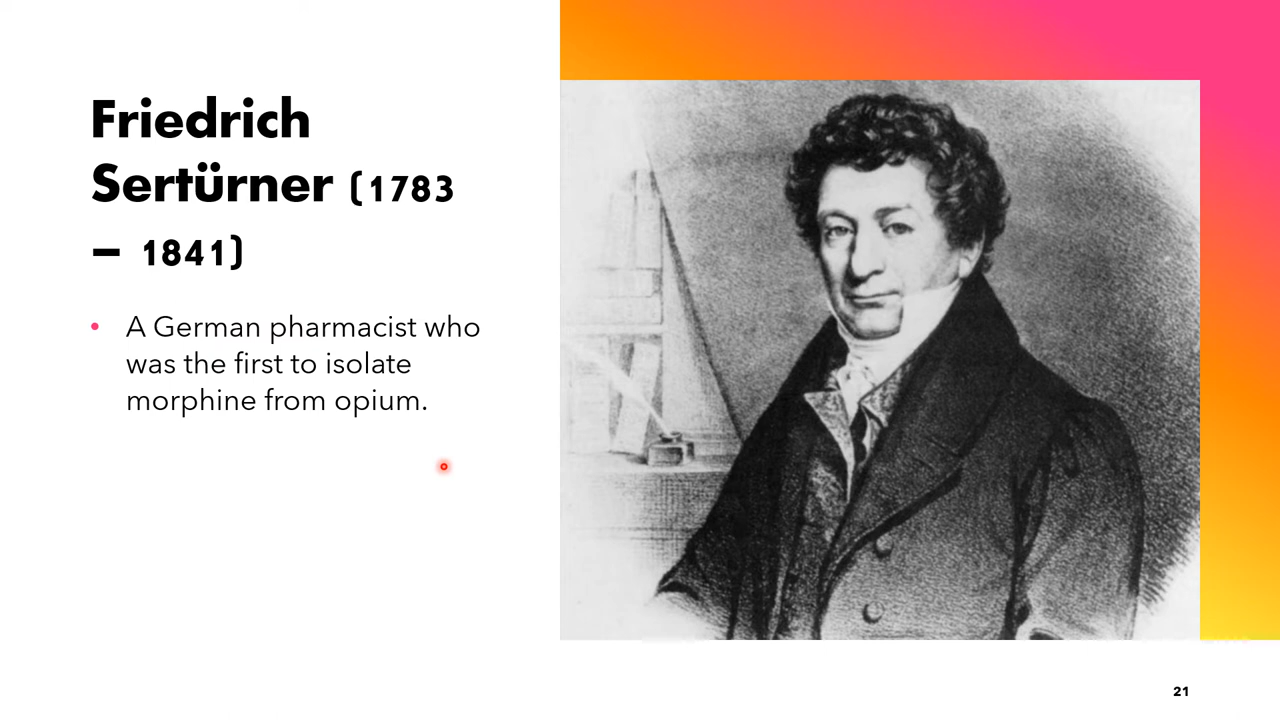 Friedrich
Sertürner (1783
– 1841)
• A German pharmacist who
was the first to isolate
morphine from opium.
21